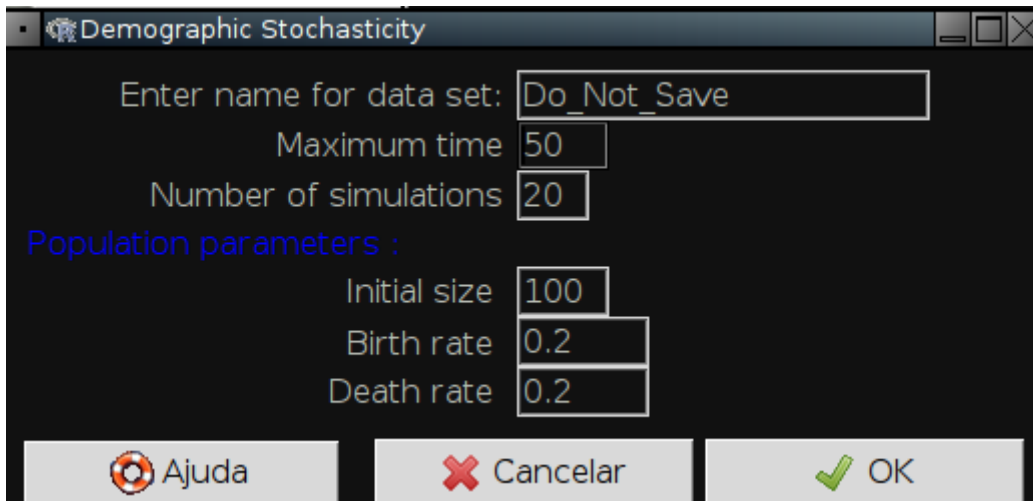 Demographic Stochasticity
Enter name for data set: Do_Not_Save
Maximum time 50
Number of simulations 20
Population parameters :
Initial size 100
Birth rate 0.2
Death rate 0.2
Ajuda Cancelar OK